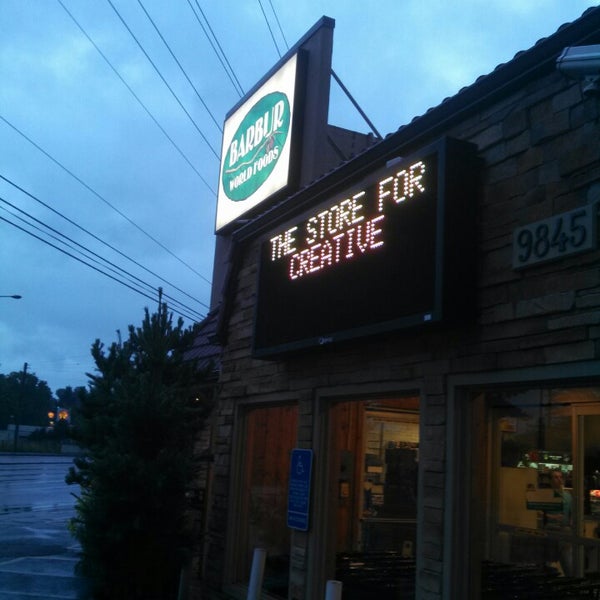 BARBUR
WORLD FOODS
THE STORE FOR
CREATIVE
9845